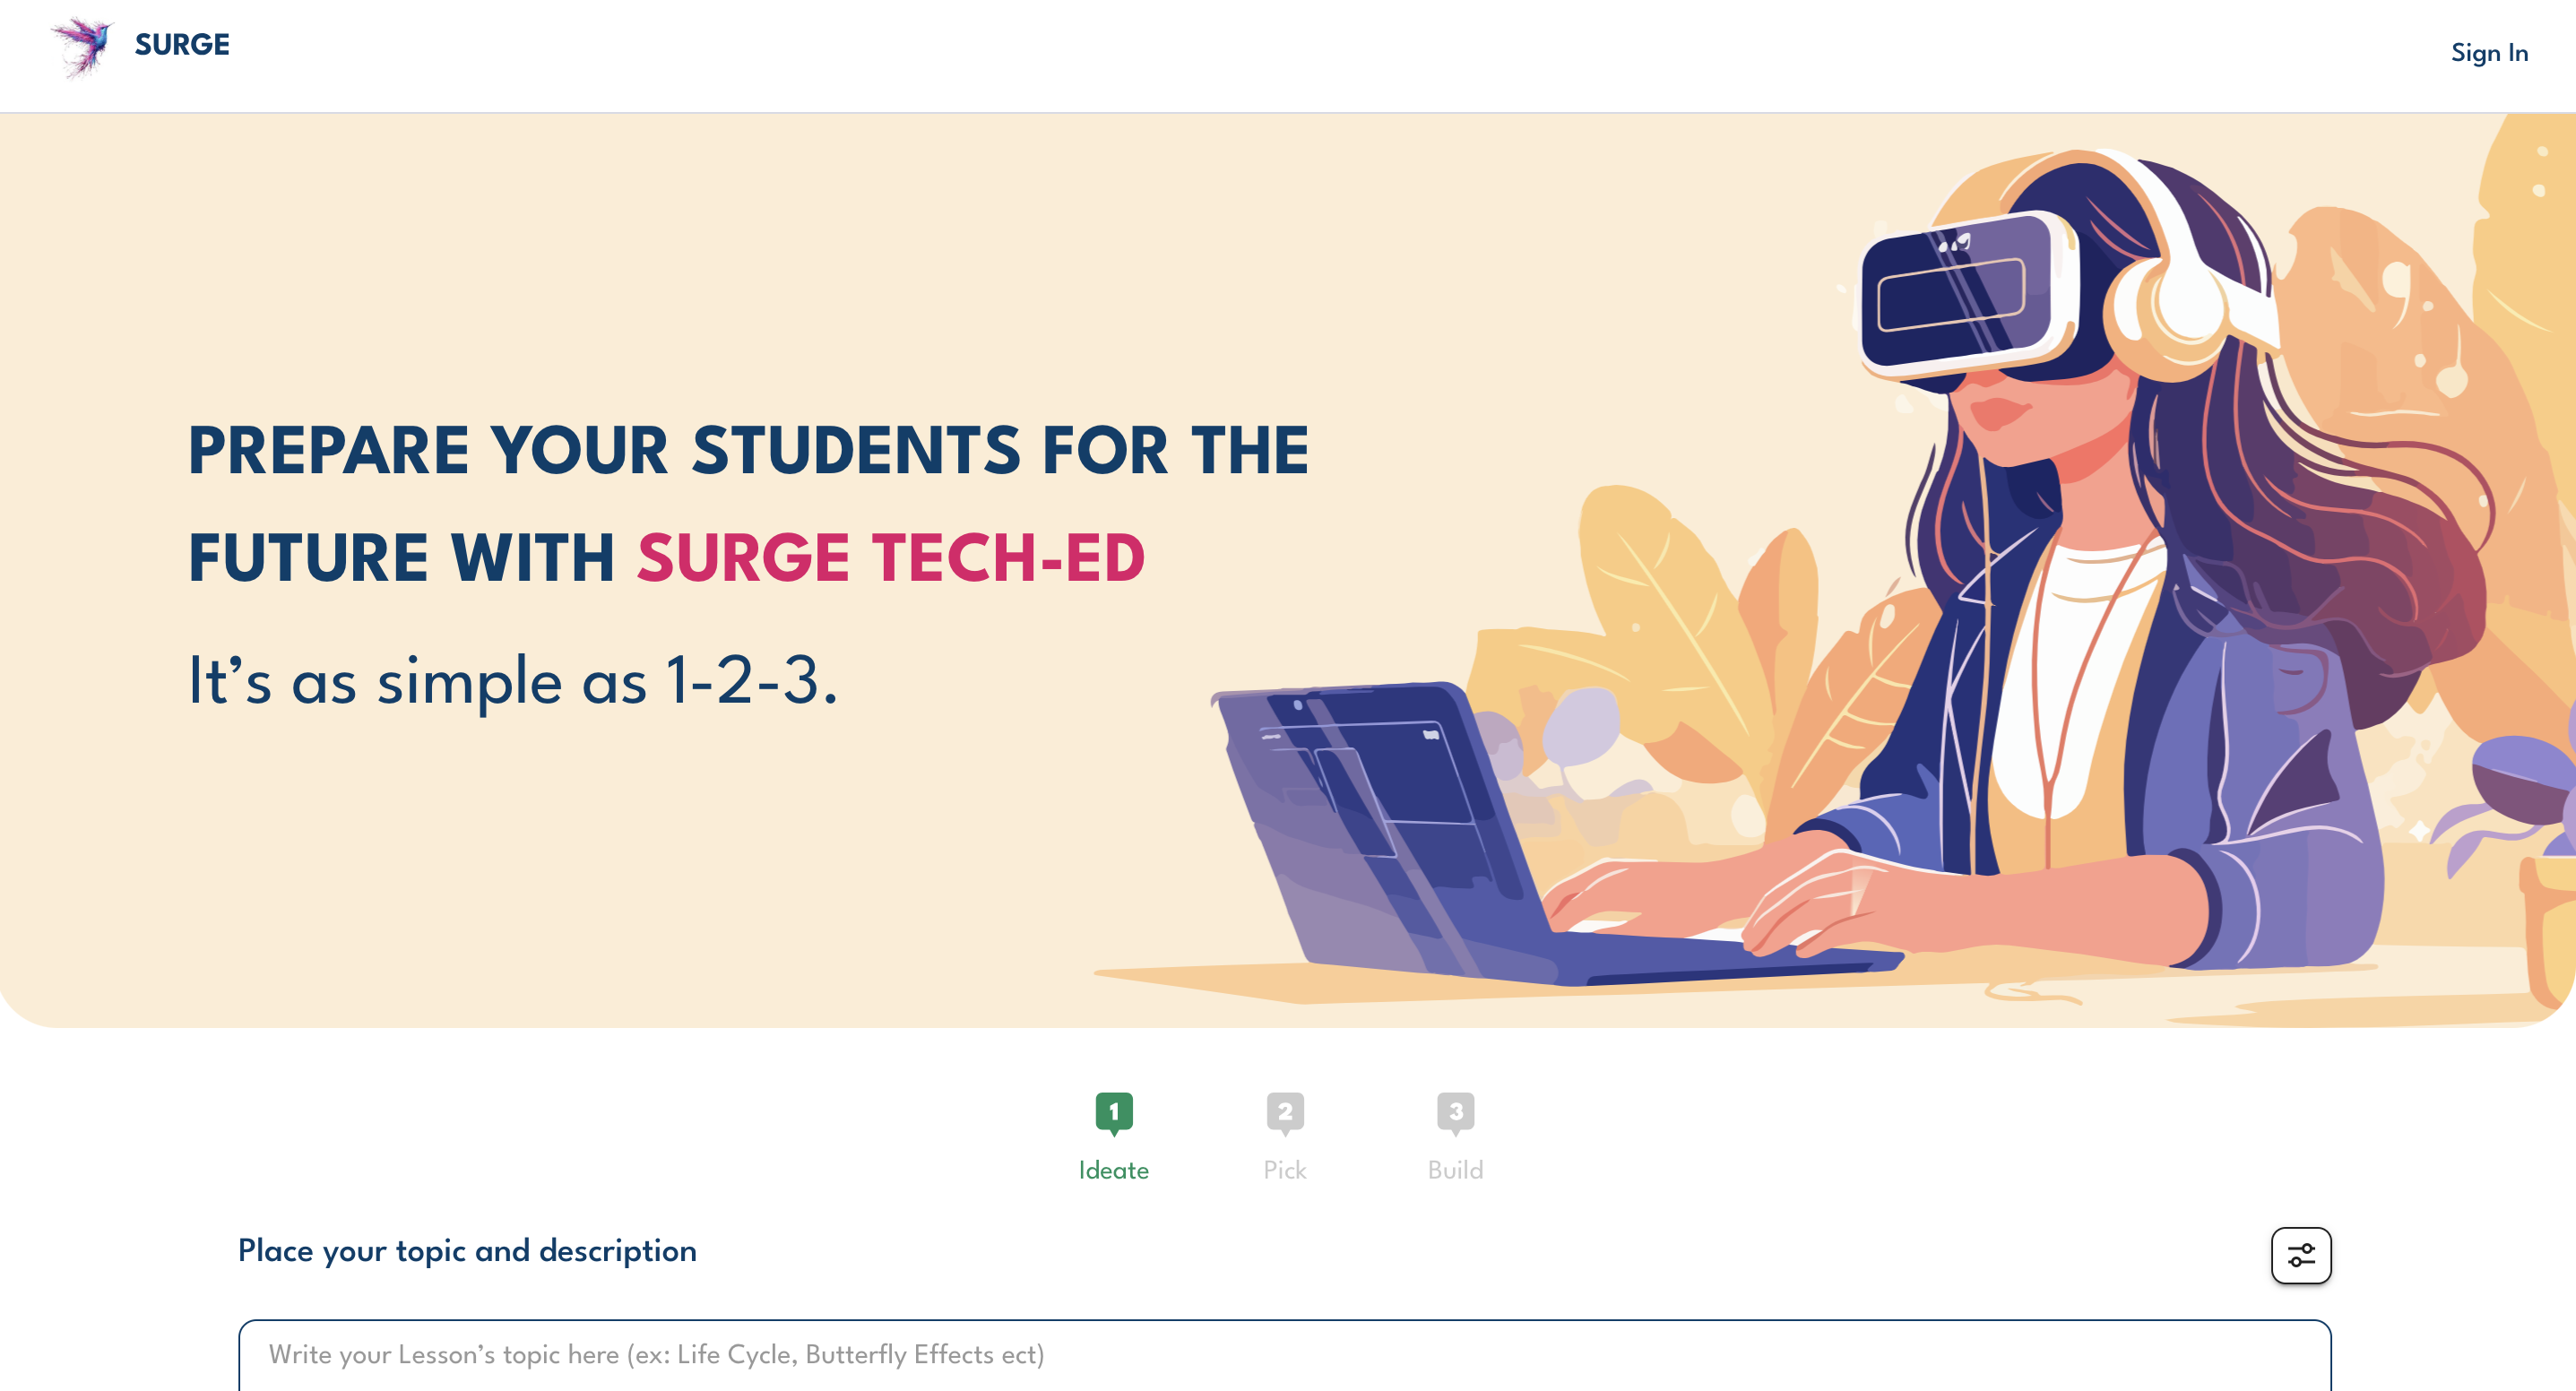 SURGE
Sign In
PREPARE YOUR STUDENTS FOR THE
FUTURE WITH SURGE TECH-ED
It’s as simple as 1-2-3.
1
2
3
Ideate
Pick
Build
Place your topic and description
Write your Lesson’s topic here (ex: Life Cycle, Butterfly Effects ect)